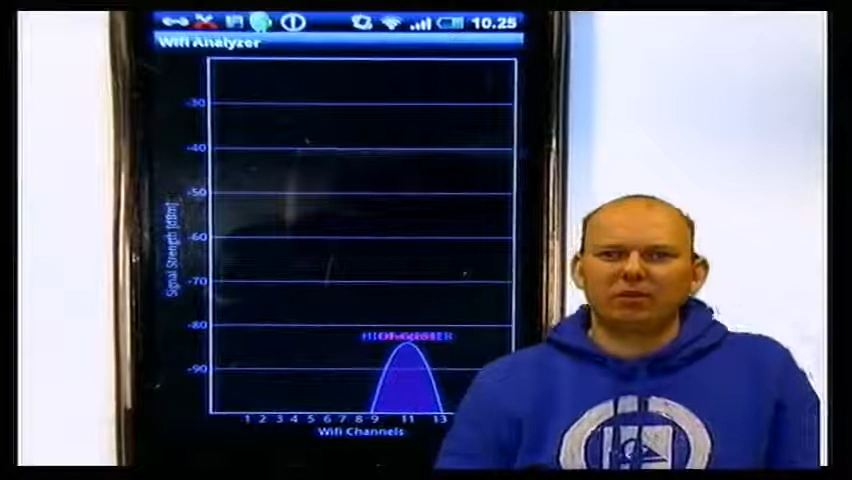 10.25
Wifi Analyzer
-30
-40
-50
-60
-70
-80
-90
Signal Strength [dBm]
1 2 3 4 5 6 7 8 9 11 13
Wifi Channels